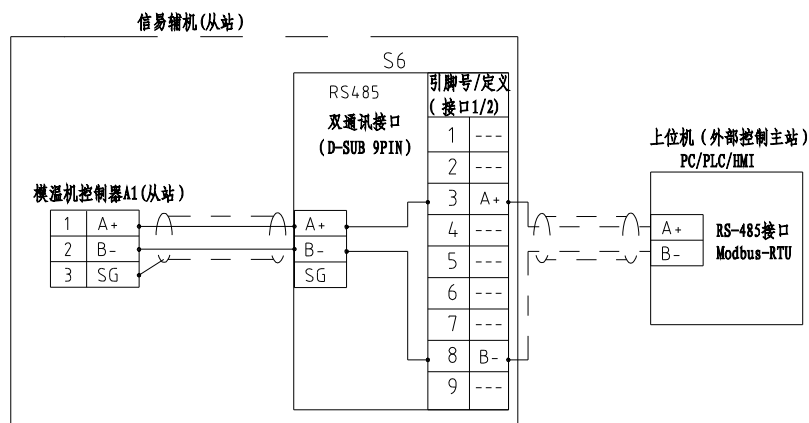 信易辅机(从站)
S6
RS485
双通讯接口
(D-SUB 9PIN)
引脚号/定义
(接口1/2)
1 ---
2 ---
3 A+
4 ---
5 ---
6 ---
7 ---
8 B-
9 ---
模温机控制器A1(从站)
1 A+
2 B-
3 SG
A+
B-
SG
上位机(外部控制主站)
PC/PLC/HMI
A+
B-
RS-485接口
Modbus-RTU